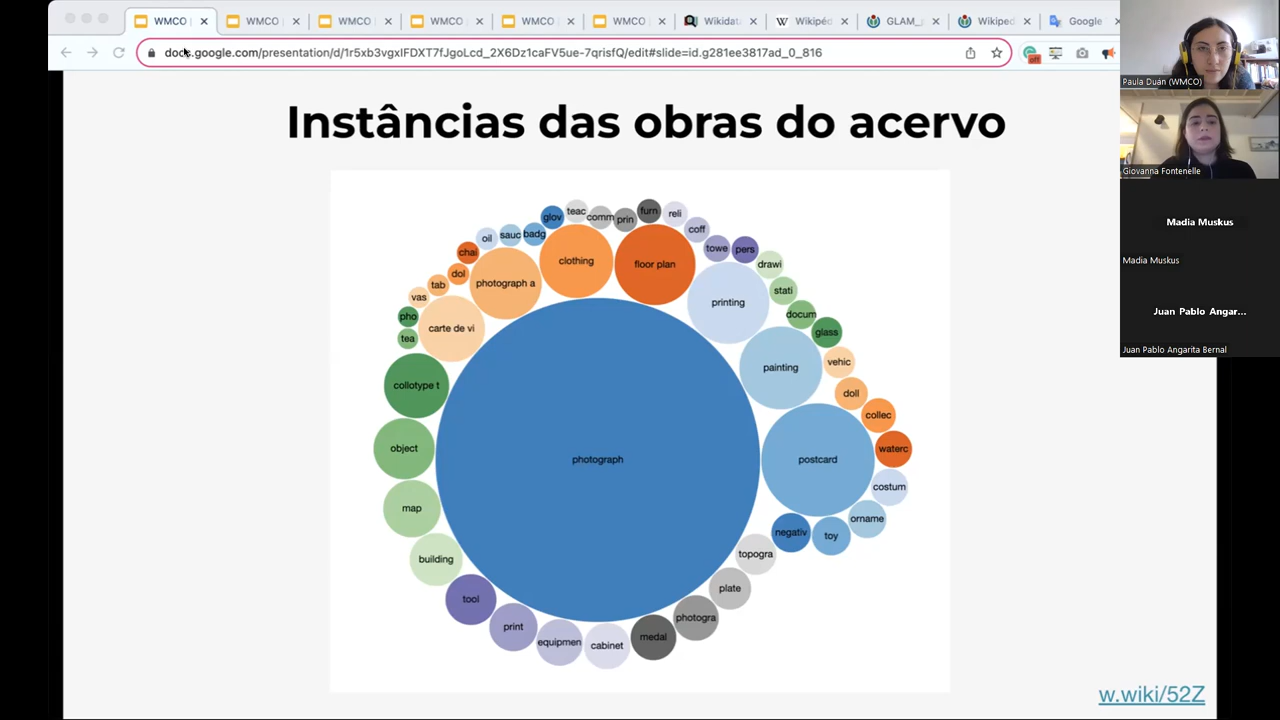 WMCO
WMCO
WMCO
WMCO
WMCO
WMCO
Wikidat
Wikipéd
GLAM_
Wikiped
Google
docs.google.com/presentation/d/1r5xb3vgxIFDXT7fJgoLcd_2X6Dz1caFV5ue-7qrisfQ/edit#slide=id.g281ee3817ad_0_816
Instâncias das obras do acervo
glov
teac
comm
prin
furn
reli
coff
towe
pers
drawi
stati
docum
glass
vehic
doll
collec
waterc
costum
orname
toy
negativ
topogra
plate
photogra
medal
cabinet
equipmen
print
tool
building
map
object
collotype t
tea
pho
vas
tab
dol
chai
oil
sauc
badg
carte de vi
photograph a
clothing
floor plan
printing
painting
postcard
photograph
w.wiki/52Z
Paula Duán (WMCO)
Giovanna Fontenelle
Madia Muskus
Madia Muskus
Juan Pablo Angar...
Juan Pablo Angarita Bernal